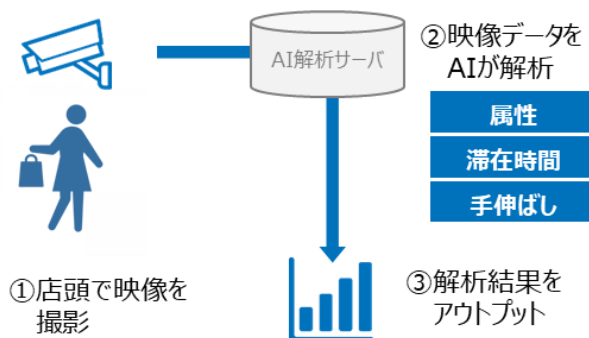 AI解析サーバ
②映像データを
AIが解析
属性
滞在時間
手伸ばし
①店頭で映像を
撮影
③解析結果を
アウトプット